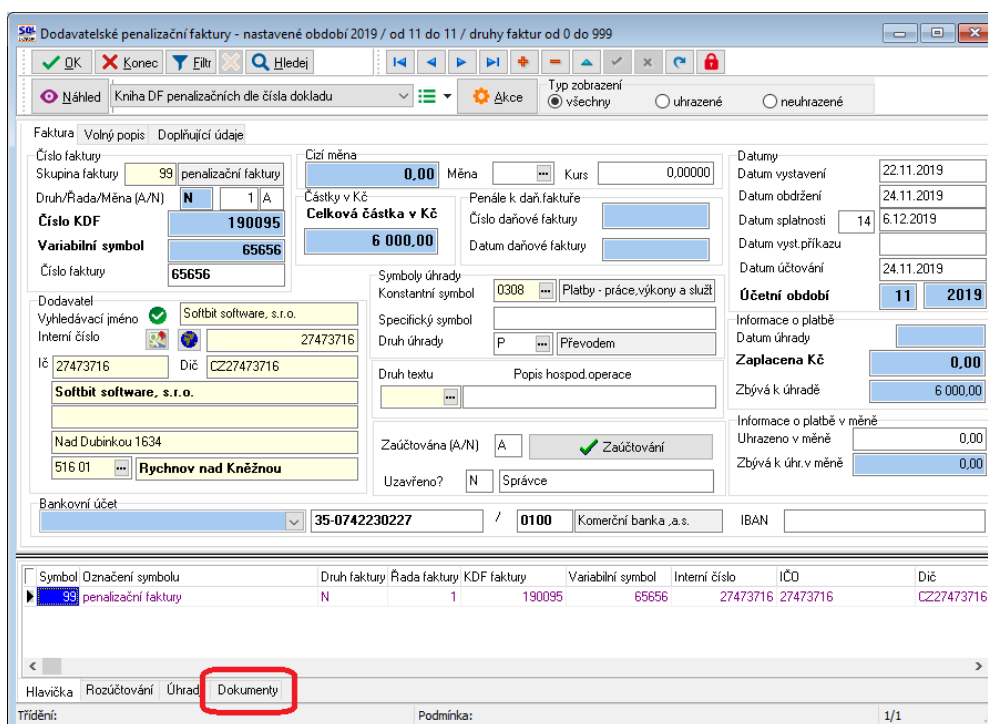 SQL Dodavatelské penalizační faktury - nastavené období 2019 / od 11 do 11 / druhy faktur od 0 do 999
OK Konec Filtr Hledej
Náhled Kniha DF penalizačních dle čísla dokladu Akce Typ zobrazení
všechny uhrazené neuhrazené
Faktura Volný popis Doplňující údaje
Číslo faktury
Skupina faktury 99 penalizační faktury
Druh/Řada/Měna (A/N) N 1 A
Číslo KDF 190095
Variabilní symbol 65656
Číslo faktury 65656
Cizí měna
0,00 Měna ... Kurs 0,00000
Částky v Kč
Celková částka v Kč
6 000,00
Penále k daň.faktuře
Číslo daňové faktury
Datum daňové faktury
Datumy
Datum vystavení 22.11.2019
Datum obdržení 24.11.2019
Datum splatnosti 14 6.12.2019
Datum vyst.příkazu
Datum účtování 24.11.2019
Účetní období 11 2019
Dodavatel
Vyhledávací jméno Softbit software, s.r.o.
Interní číslo 27473716
Ič 27473716 Dič CZ27473716
Softbit software, s.r.o.
Nad Dubinkou 1634
516 01 ... Rychnov nad Kněžnou
Symboly úhrady
Konstantní symbol 0308 ... Platby - práce,výkony a služt
Specifický symbol
Druh úhrady P ... Převodem
Druh textu Popis hospod.operace
...
Zaúčtována (A/N) A Zaúčtování
Uzavřeno? N Správce
Informace o platbě
Datum úhrady
Zaplacena Kč 0,00
Zbývá k úhradě 6 000,00
Informace o platbě v měně
Uhrazeno v měně 0,00
Zbývá k úhr.v měně 0,00
Bankovní účet
35-0742230227 / 0100 Komerční banka ,a.s. IBAN
Symbol Označení symbolu Druh faktury Řada faktury KDF faktury Variabilní symbol Interní číslo IČO Dič
99 penalizační faktury N 1 190095 65656 27473716 27473716 CZ27473716
Hlavička Rozúčtování Úhrady Dokumenty
Třídění: Podmínka: 1/1